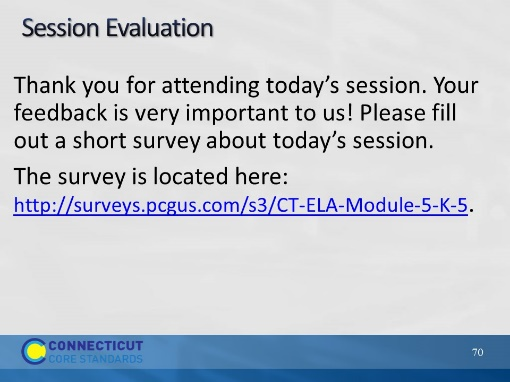 Session Evaluation
Thank you for attending today's session. Your
feedback is very important to us! Please fill
out a short survey about today's session.
The survey is located here:
http://surveys.pcgus.com/s3/CT-ELA-Module-5-K-5.
CONNECTICUT
CORE STANDARDS
70